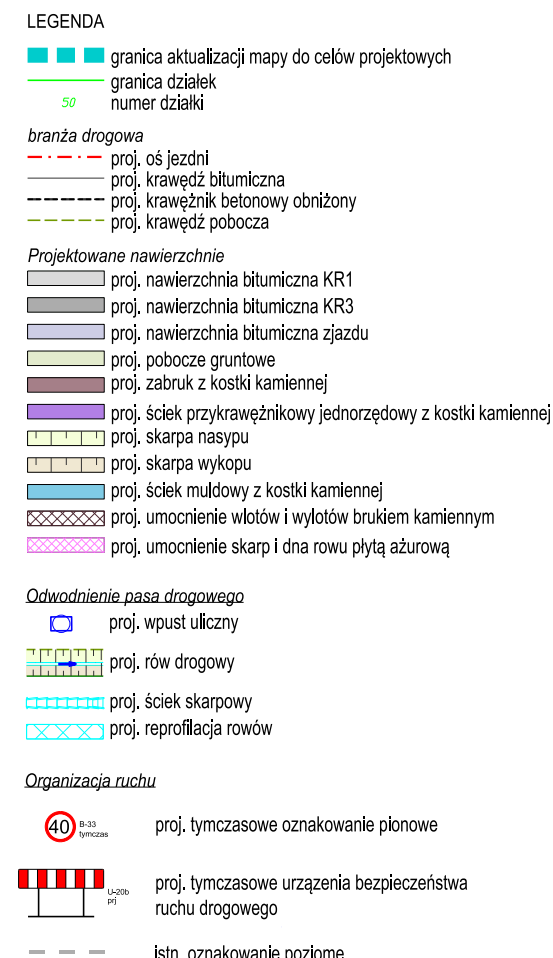 LEGENDA
granica aktualizacji mapy do celów projektowych
granica działek
50 numer działki
branża drogowa
proj. oś jezdni
proj. krawędź bitumiczna
proj. krawężnik betonowy obniżony
proj. krawędź pobocza
Projektowane nawierzchnie
proj. nawierzchnia bitumiczna KR1
proj. nawierzchnia bitumiczna KR3
proj. nawierzchnia bitumiczna zjazdu
proj. pobocze gruntowe
proj. zabruk z kostki kamiennej
proj. ściek przykrawężnikowy jednorzędowy z kostki kamiennej
proj. skarpa nasypu
proj. skarpa wykopu
proj. ściek muldowy z kostki kamiennej
proj. umocnienie wlotów i wylotów brukiem kamiennym
proj. umocnienie skarp i dna rowu płytą ażurową
Odwodnienie pasa drogowego
proj. wpust uliczny
proj. rów drogowy
proj. ściek skarpowy
proj. reprofilacja rowów
Organizacja ruchu
40 B-33
tymczas
proj. tymczasowe oznakowanie pionowe
U-20b
prj
proj. tymczasowe urządzenia bezpieczeństwa
ruchu drogowego
istn. oznakowanie poziome